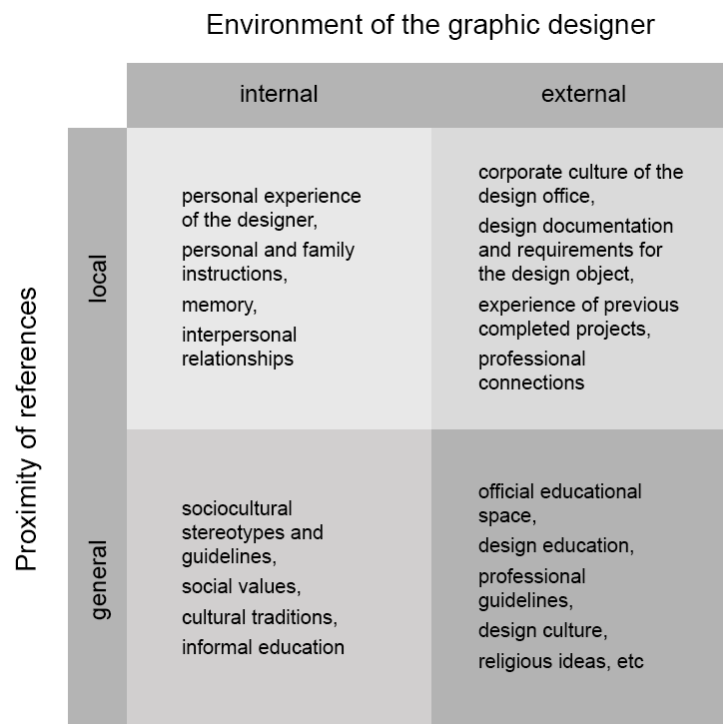 Environment of the graphic designer
internal
external
Proximity of references
local
personal experience
of the designer,
personal and family
instructions,
memory,
interpersonal
relationships
corporate culture of the
design office,
design documentation
and requirements for
the design object,
experience of previous
completed projects,
professional
connections
general
sociocultural
stereotypes and
guidelines,
social values,
cultural traditions,
informal education
official educational
space,
design education,
professional
guidelines,
design culture,
religious ideas, etc